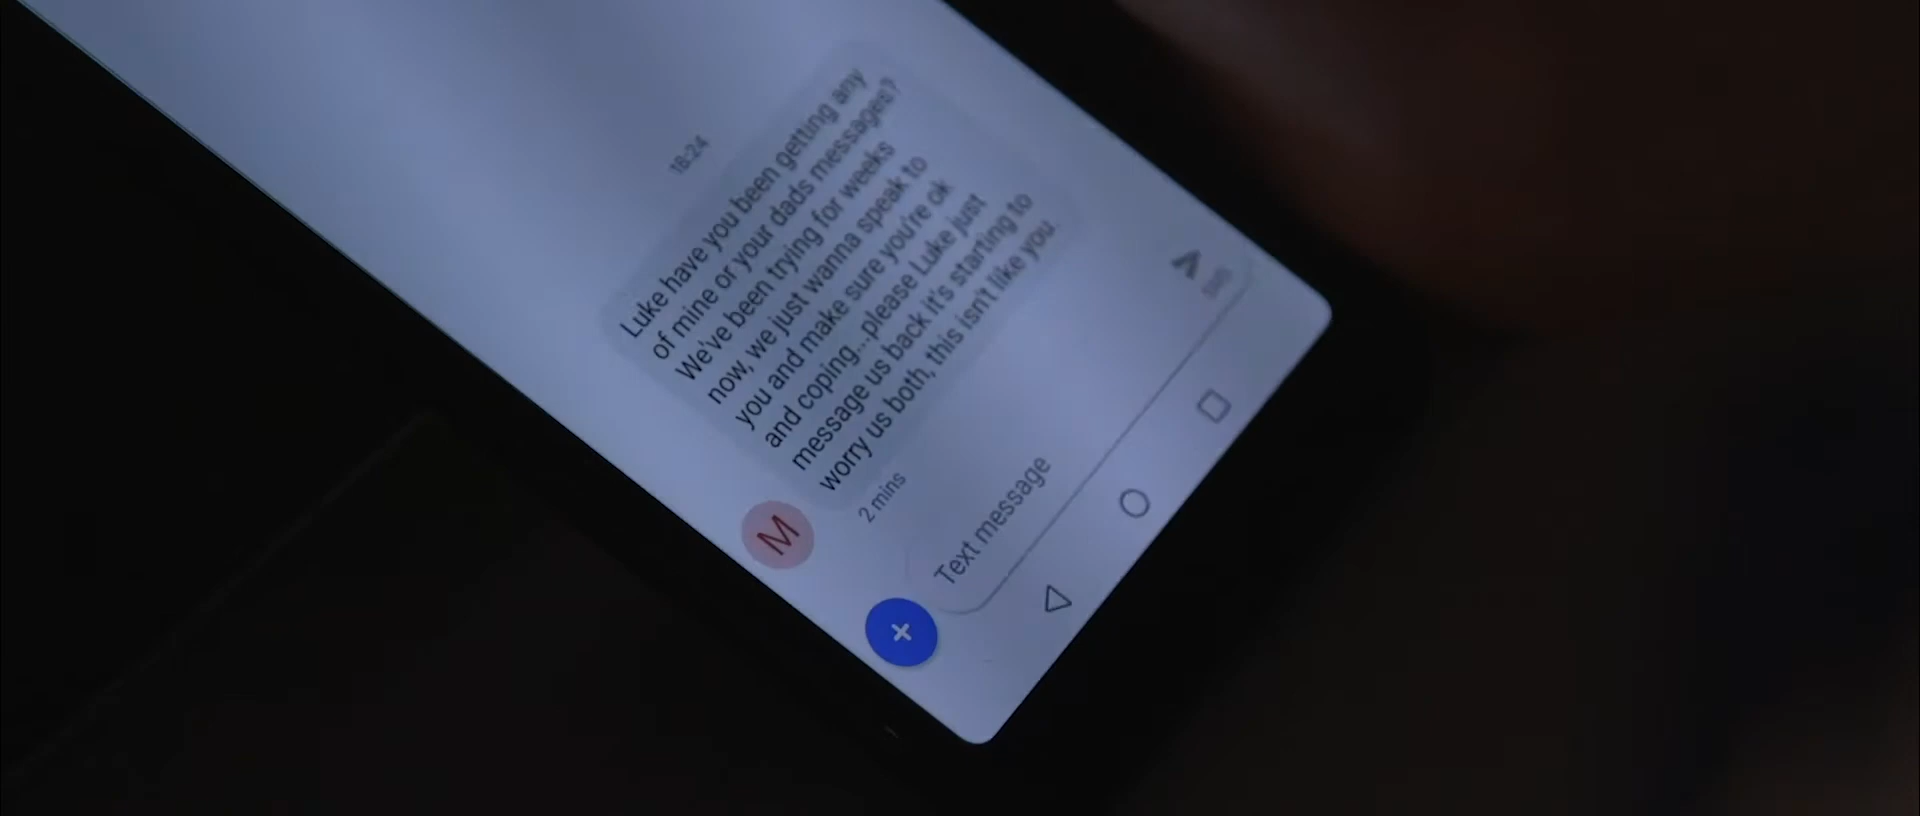 18:24
Luke have you been getting any
of mine or your dads messages?
We've been trying for weeks
now, we just wanna speak to
you and make sure you're ok
and coping...please Luke just
message us back it's starting to
worry us both, this isn't like you.
M
2 mins
Text message
SMS